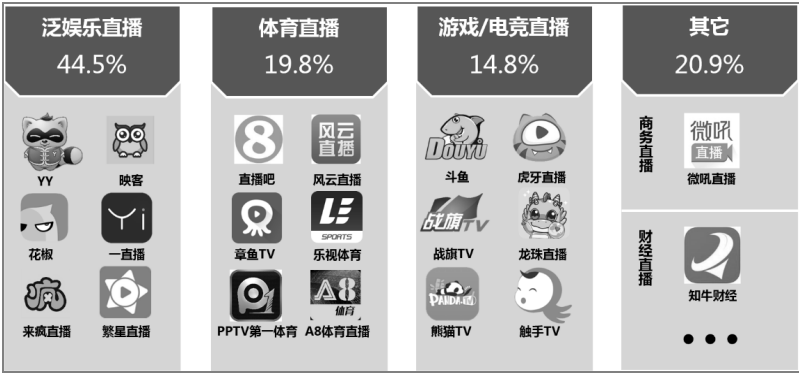 泛娱乐直播
44.5%
YY
映客
花椒
Yi
一直播
来疯直播
繁星直播
体育直播
19.8%
8
直播吧
风云
直播
风云直播
章鱼TV
LE
SPORTS
乐视体育
P1
PPTV第一体育
A8
体育
A8体育直播
游戏/电竞直播
14.8%
DOUYU
斗鱼
虎牙直播
战旗TV
战旗TV
龙珠直播
PANDA
熊猫TV
触手TV
其它
20.9%
商务直播
微吼
直播
微吼直播
财经直播
知牛财经